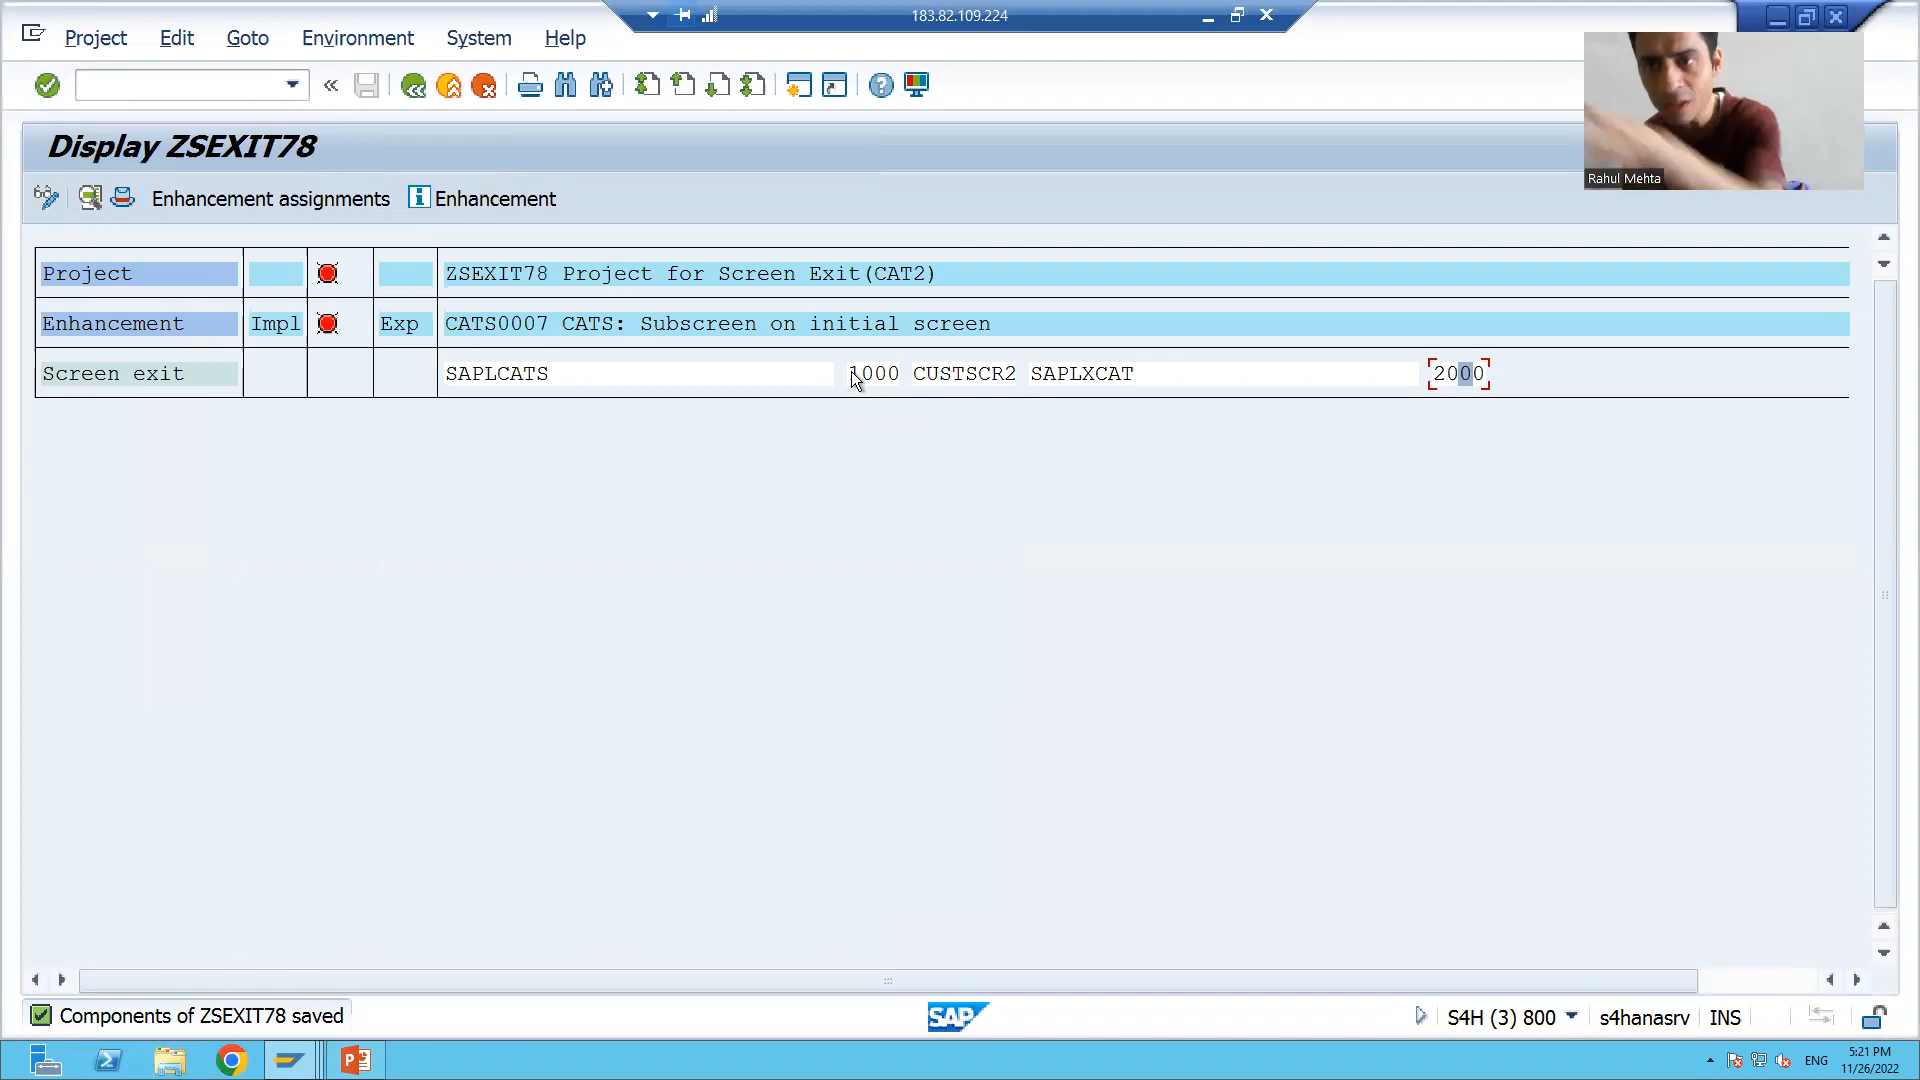 183.82.109.224
Project Edit Goto Environment System Help
Rahul Mehta
Display ZSEXIT78
Enhancement assignments Enhancement
Project ZSEXIT78 Project for Screen Exit(CAT2)
Enhancement Impl Exp CATS0007 CATS: Subscreen on initial screen
Screen exit SAPLCATS 1000 CUSTSCR2 SAPLXCAT 2000
Components of ZSEXIT78 saved
SAP
S4H (3) 800 s4hanasrv INS
ENG
5:21 PM
11/26/2022